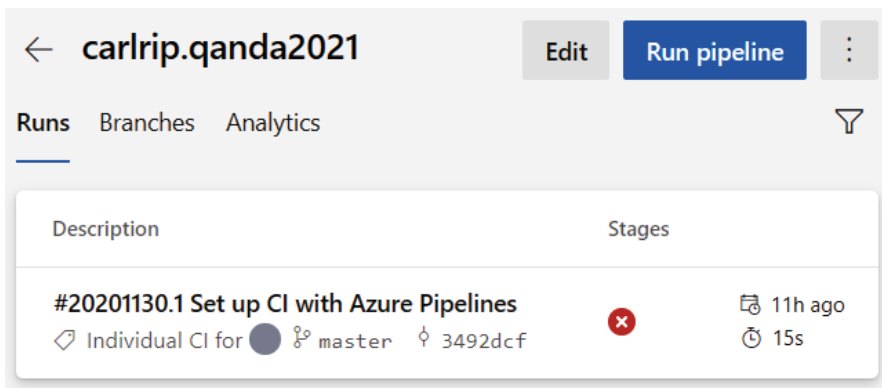 carlrip.qanda2021
Edit
Run pipeline
Runs Branches Analytics
Description Stages
#20201130.1 Set up CI with Azure Pipelines
11h ago
Individual CI for master 3492dcf
15s